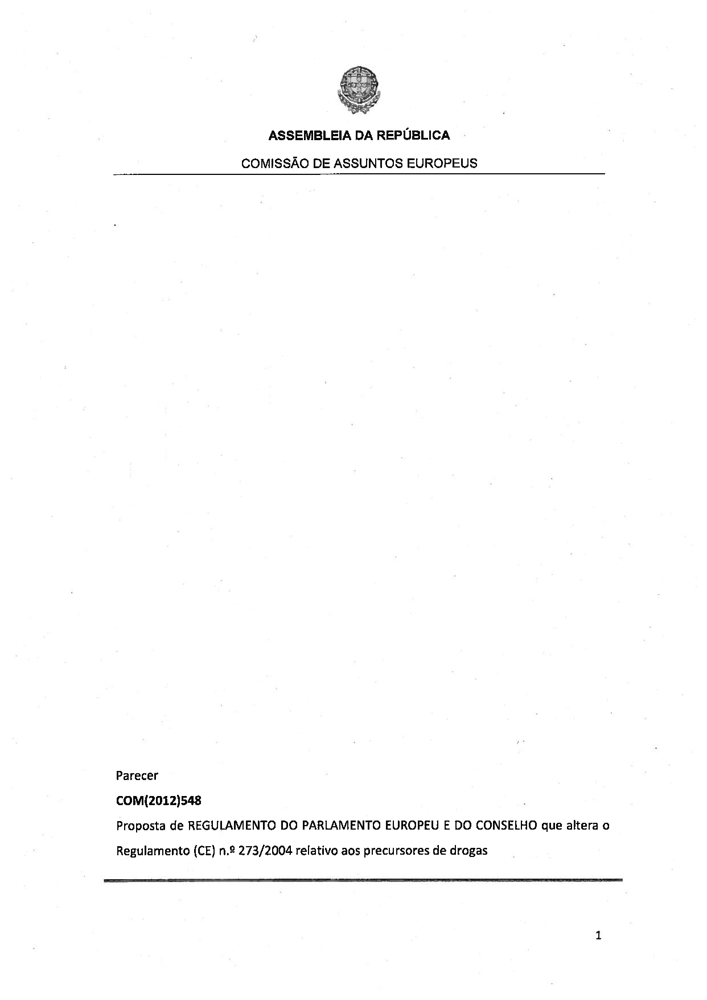 ASSEMBLEIA DA REPÚBLICA
COMISSÃO DE ASSUNTOS EUROPEUS
Parecer
COM(2012)548
Proposta de REGULAMENTO DO PARLAMENTO EUROPEU E DO CONSELHO que altera o
Regulamento (CE) n.º 273/2004 relativo aos precursores de drogas
1